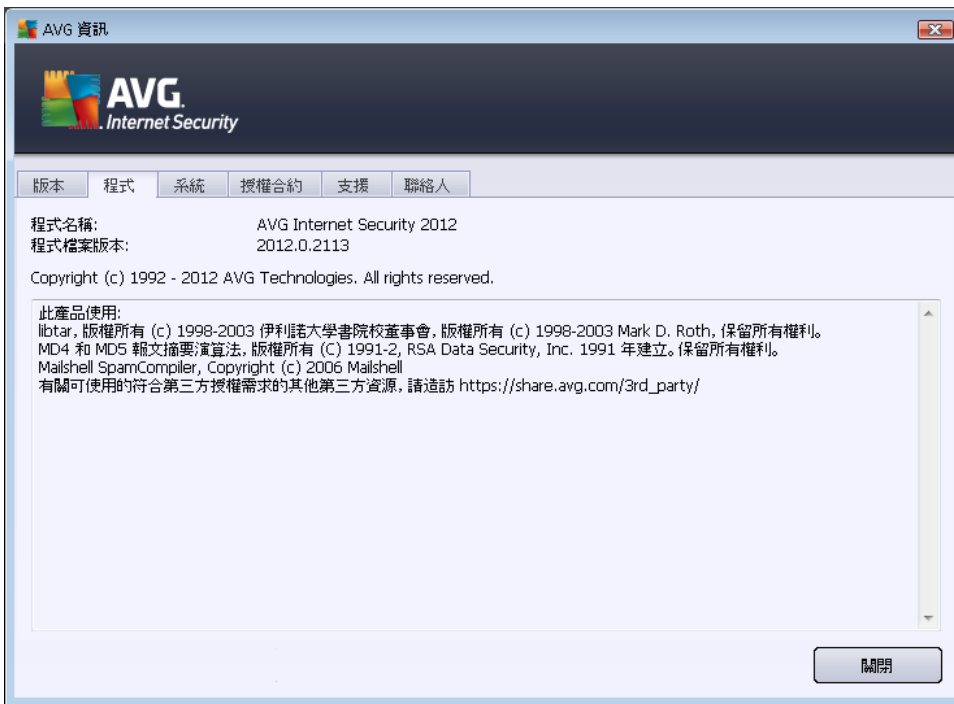 AVG 資訊
AVG.
Internet Security
版本 程式 系統 授權合約 支援 聯絡人
程式名稱: AVG Internet Security 2012
程式檔案版本: 2012.0.2113
Copyright (c) 1992 - 2012 AVG Technologies. All rights reserved.
此產品使用:
libtar, 版權所有 (c) 1998-2003 伊利諾大學書院校董事會, 版權所有 (c) 1998-2003 Mark D. Roth, 保留所有權利。
MD4 和 MD5 報文摘要演算法, 版權所有 (C) 1991-2, RSA Data Security, Inc. 1991 年建立。保留所有權利。
Mailshell SpamCompiler, Copyright (c) 2006 Mailshell
有關可使用的符合第三方授權需求的其他第三方資源, 請造訪 https://share.avg.com/3rd_party/
關閉